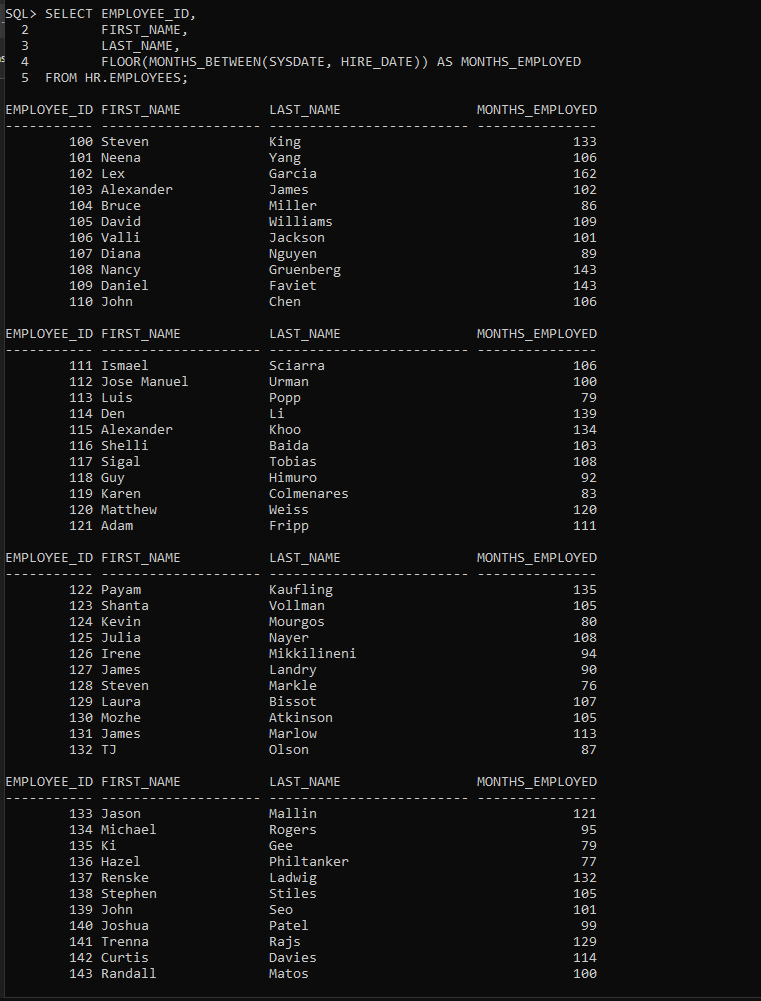 SQL> SELECT EMPLOYEE_ID,
  2         FIRST_NAME,
  3         LAST_NAME,
  4         FLOOR(MONTHS_BETWEEN(SYSDATE, HIRE_DATE)) AS MONTHS_EMPLOYED
  5  FROM HR.EMPLOYEES;

EMPLOYEE_ID FIRST_NAME           LAST_NAME                 MONTHS_EMPLOYED
----------- -------------------- ------------------------- ---------------
        100 Steven               King                                  133
        101 Neena                Yang                                  106
        102 Lex                  Garcia                                162
        103 Alexander            James                                 102
        104 Bruce                Miller                                 86
        105 David                Williams                              109
        106 Valli                Jackson                               101
        107 Diana                Nguyen                                 89
        108 Nancy                Gruenberg                             143
        109 Daniel               Faviet                                143
        110 John                 Chen                                  106

EMPLOYEE_ID FIRST_NAME           LAST_NAME                 MONTHS_EMPLOYED
----------- -------------------- ------------------------- ---------------
        111 Ismael               Sciarra                               106
        112 Jose Manuel          Urman                                 100
        113 Luis                 Popp                                   79
        114 Den                  Li                                    139
        115 Alexander            Khoo                                  134
        116 Shelli               Baida                                 103
        117 Sigal                Tobias                                108
        118 Guy                  Himuro                                 92
        119 Karen                Colmenares                             83
        120 Matthew              Weiss                                 120
        121 Adam                 Fripp                                 111

EMPLOYEE_ID FIRST_NAME           LAST_NAME                 MONTHS_EMPLOYED
----------- -------------------- ------------------------- ---------------
        122 Payam                Kaufling                              135
        123 Shanta               Vollman                               105
        124 Kevin                Mourgos                                80
        125 Julia                Nayer                                 108
        126 Irene                Mikkilineni                            94
        127 James                Landry                                 90
        128 Steven               Markle                                 76
        129 Laura                Bissot                                107
        130 Mozhe                Atkinson                              105
        131 James                Marlow                                113
        132 TJ                   Olson                                  87

EMPLOYEE_ID FIRST_NAME           LAST_NAME                 MONTHS_EMPLOYED
----------- -------------------- ------------------------- ---------------
        133 Jason                Mallin                                121
        134 Michael              Rogers                                 95
        135 Ki                   Gee                                    79
        136 Hazel                Philtanker                             77
        137 Renske               Ladwig                                132
        138 Stephen              Stiles                                105
        139 John                 Seo                                   101
        140 Joshua               Patel                                  99
        141 Trenna               Rajs                                  129
        142 Curtis               Davies                                114
        143 Randall              Matos                                 100